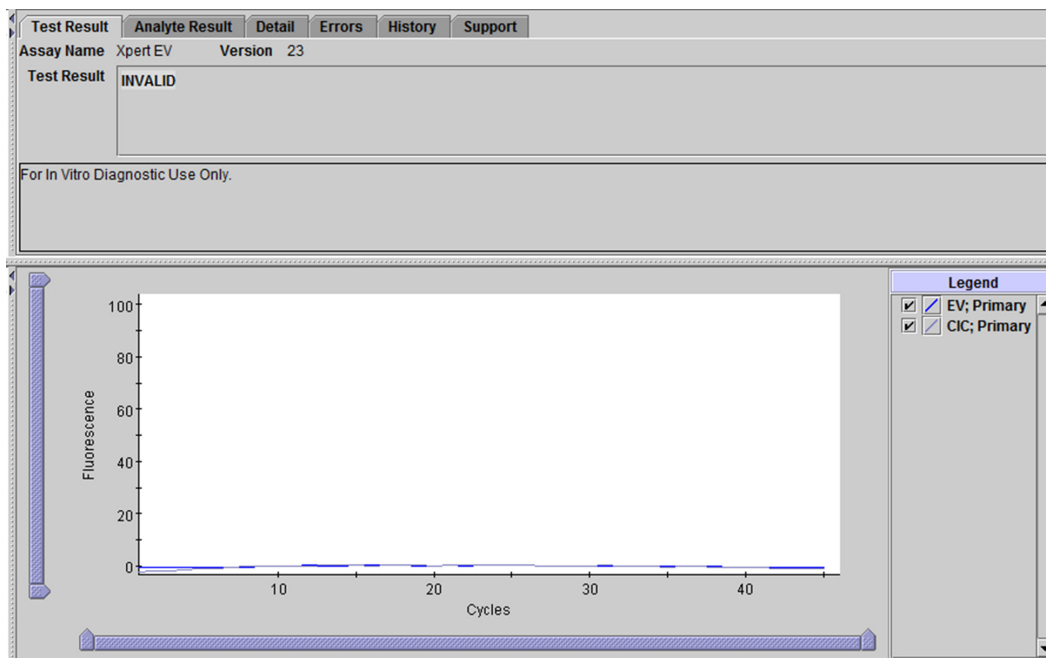 Test Result Analyte Result Detail Errors History Support
Assay Name Xpert EV Version 23
Test Result INVALID
For In Vitro Diagnostic Use Only.
Legend
EV; Primary
CIC; Primary
100
80
60
40
20
0
Fluorescence
10 20 30 40
Cycles